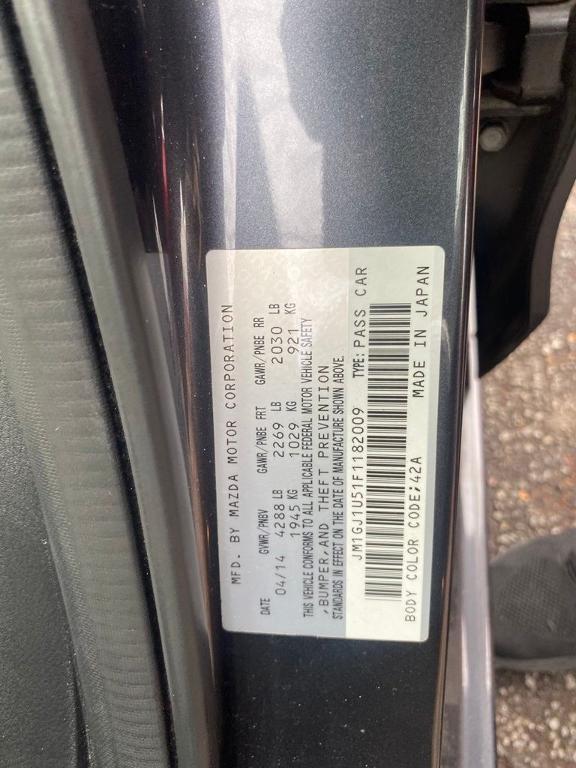 MFD. BY MAZDA MOTOR CORPORATION
DATE GVWR/PNBV GAWR/PNBE FRT GAWR/PNBE RR
04/14 4288 LB 2269 LB 2030 LB
1945 KG 1029 KG 921 KG
THIS VEHICLE CONFORMS TO ALL APPLICABLE FEDERAL MOTOR VEHICLE SAFETY
,BUMPER,AND THEFT PREVENTION
STANDARDS IN EFFECT ON THE DATE OF MANUFACTURE SHOWN ABOVE.
JM1GJ1U51F1182009 TYPE: PASS CAR
BODY COLOR CODE;42A MADE IN JAPAN